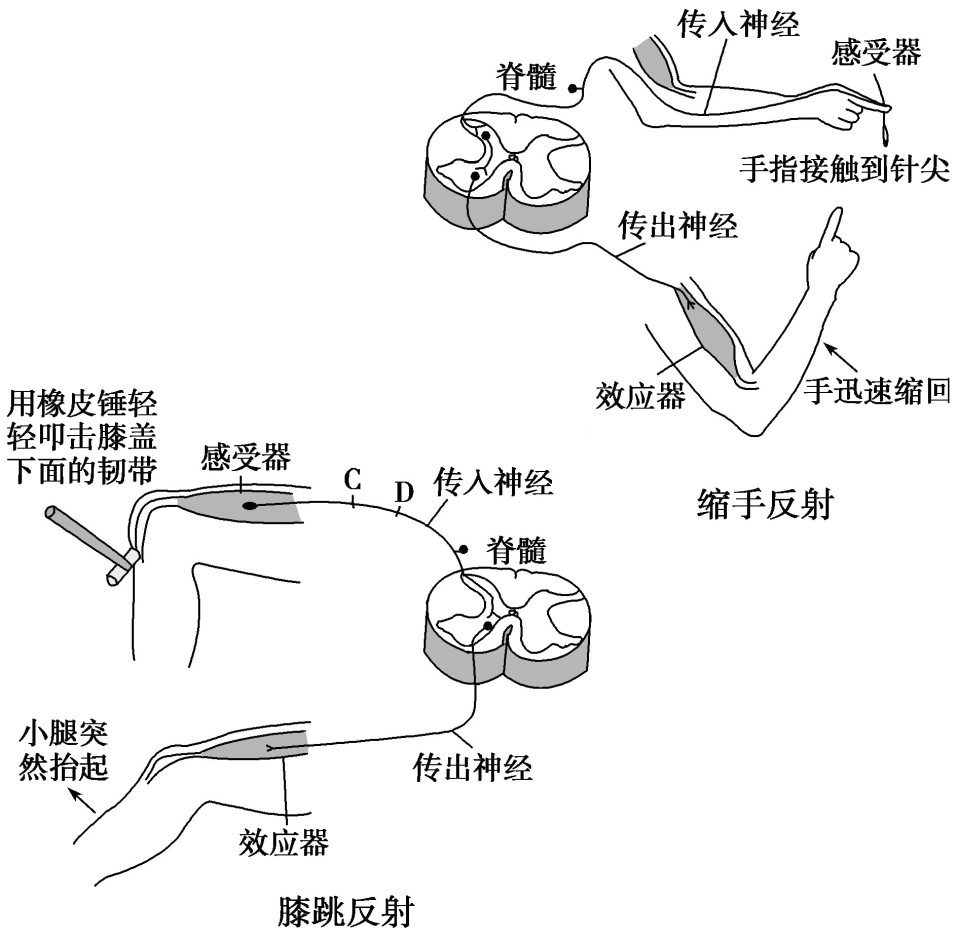 传入神经
感受器
脊髓
手指接触到针尖
传出神经
效应器
手迅速缩回
缩手反射
用橡皮锤轻
轻叩击膝盖
下面的韧带
感受器
C
D
传入神经
脊髓
小腿突
然抬起
传出神经
效应器
膝跳反射